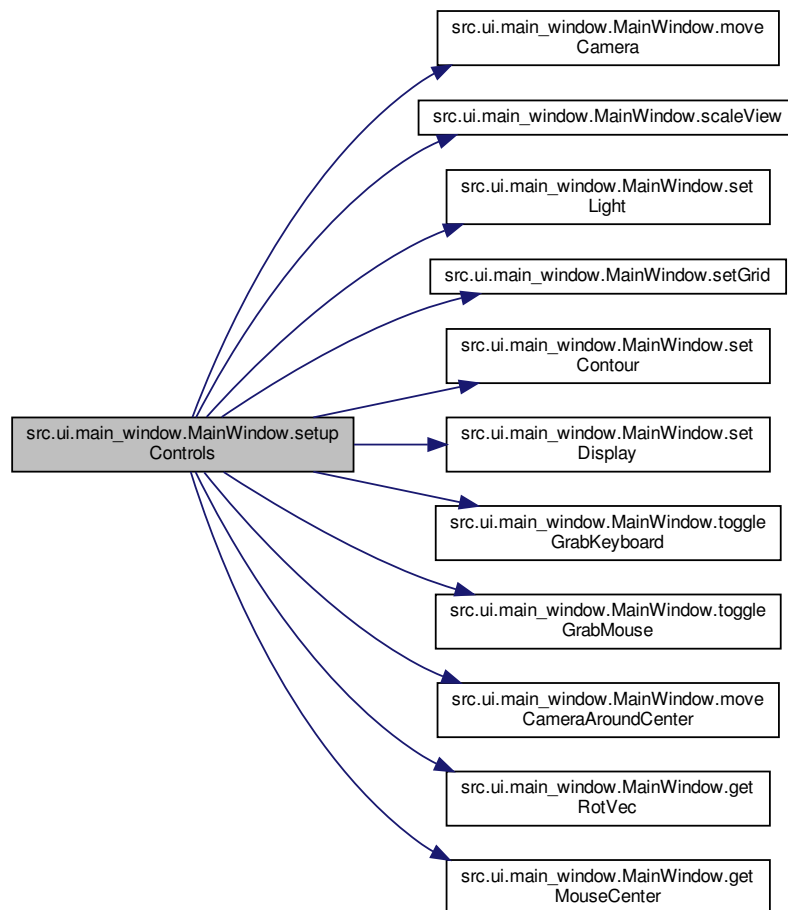 src.ui.main_window.MainWindow.move
Camera
src.ui.main_window.MainWindow.scaleView
src.ui.main_window.MainWindow.set
Light
src.ui.main_window.MainWindow.setGrid
src.ui.main_window.MainWindow.set
Contour
src.ui.main_window.MainWindow.setup
Controls
src.ui.main_window.MainWindow.set
Display
src.ui.main_window.MainWindow.toggle
GrabKeyboard
src.ui.main_window.MainWindow.toggle
GrabMouse
src.ui.main_window.MainWindow.move
CameraAroundCenter
src.ui.main_window.MainWindow.get
RotVec
src.ui.main_window.MainWindow.get
MouseCenter